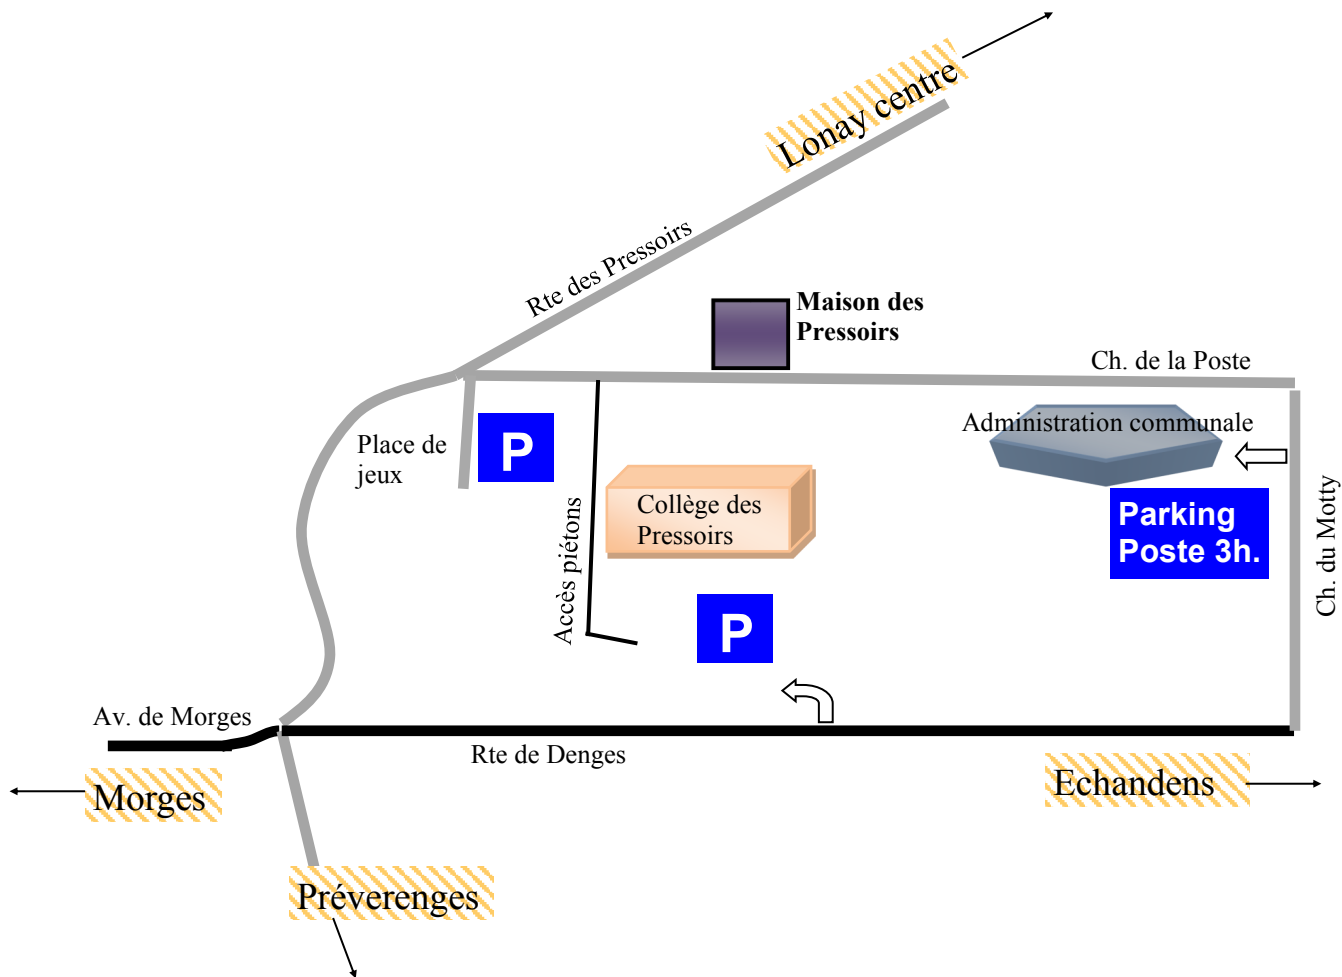 Lonay centre
Rte des Pressoirs
Maison des
Pressoirs
Ch. de la Poste
Administration communale
Place de
jeux
P
Collège des
Pressoirs
Parking
Poste 3h.
Ch. du Motty
Accès piétons
P
Av. de Morges
Rte de Denges
Morges
Echandens
Préverenges